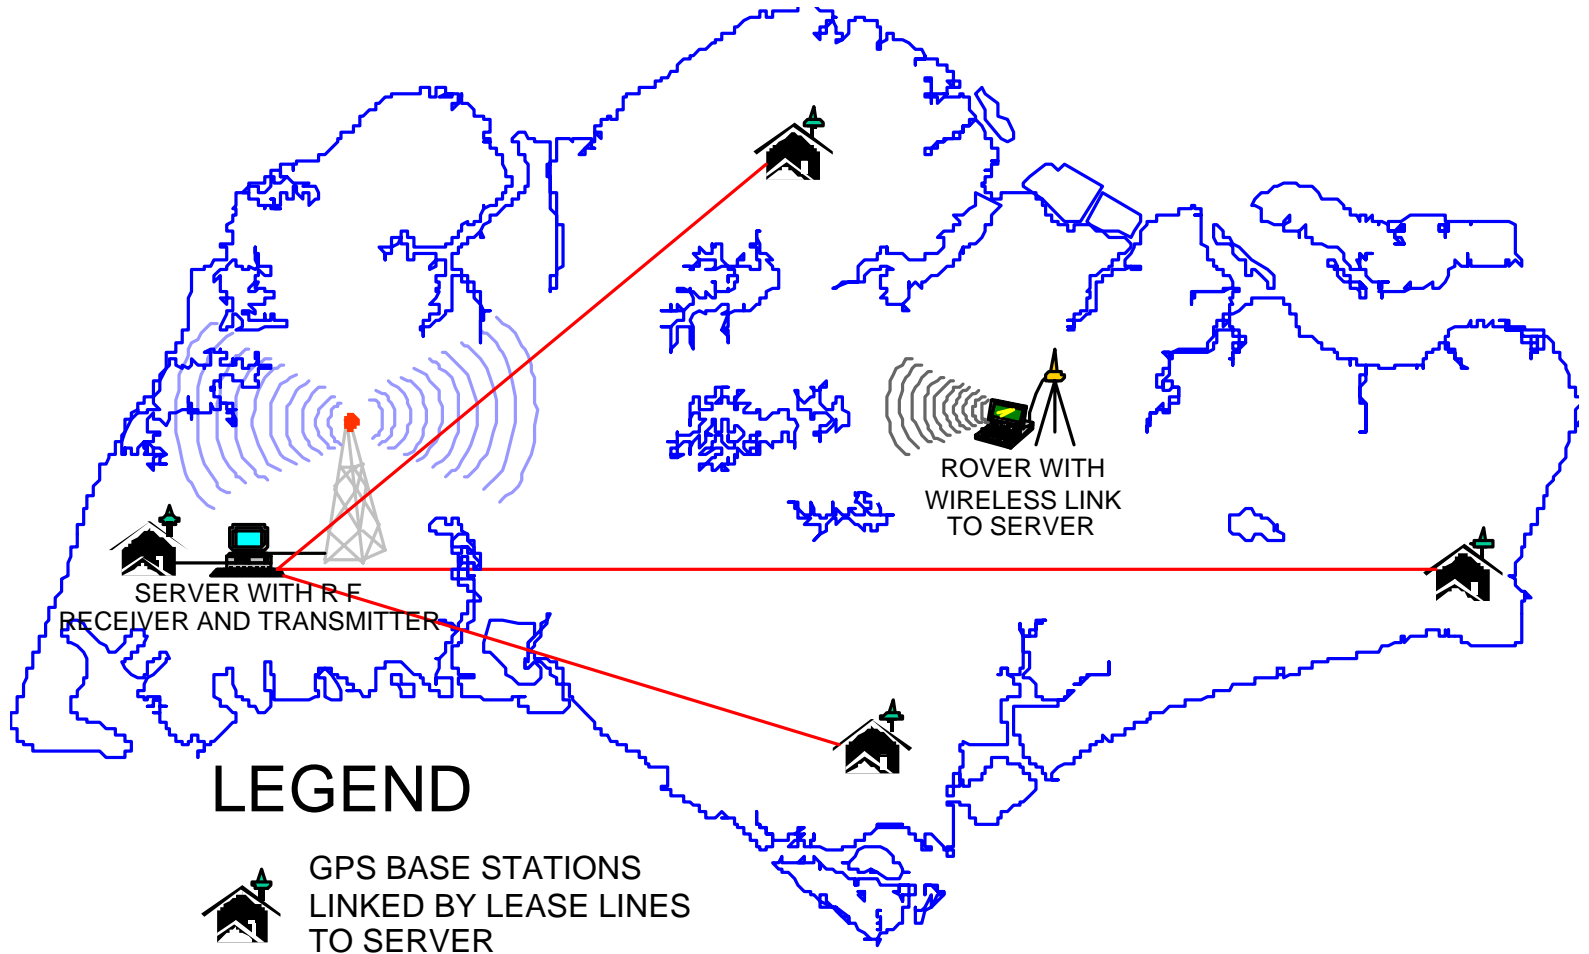 ROVER WITH
WIRELESS LINK
TO SERVER
SERVER WITH R F
RECEIVER AND TRANSMITTER
LEGEND
GPS BASE STATIONS
LINKED BY LEASE LINES
TO SERVER